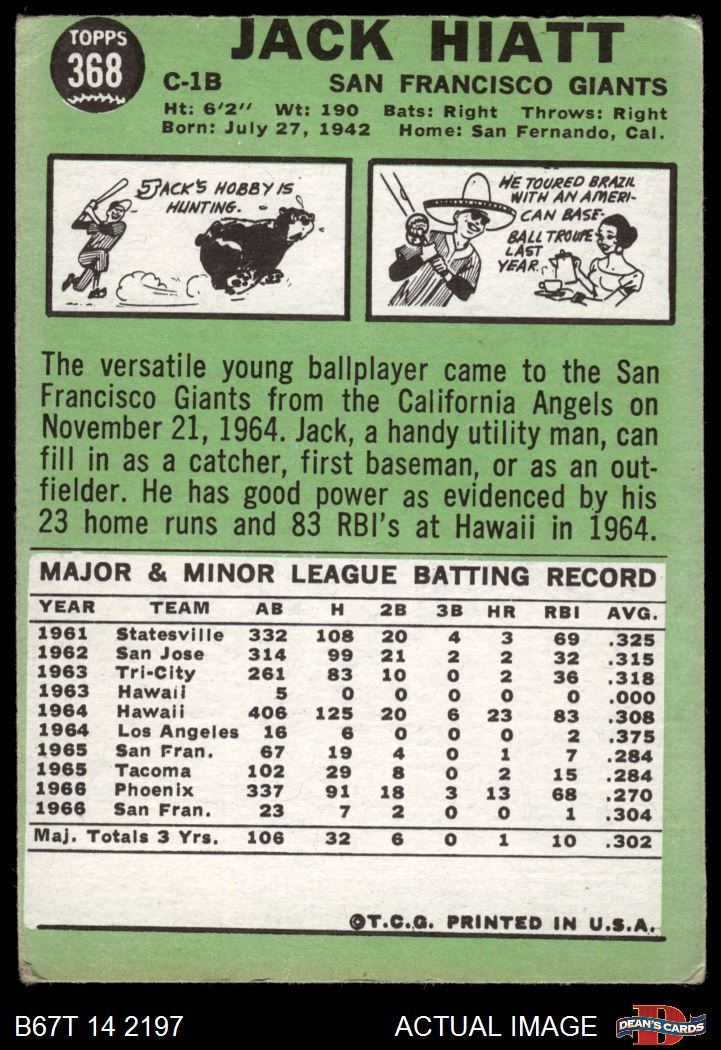 TOPPS
368
JACK HIATT
C-1B SAN FRANCISCO GIANTS
Ht: 6'2" Wt: 190 Bats: Right Throws: Right
Born: July 27, 1942 Home: San Fernando, Cal.
JACK'S HOBBY IS
HUNTING.
HE TOURED BRAZIL
WITH AN AMERI-
CAN BASE-
BALL TROUPE
LAST
YEAR.
The versatile young ballplayer came to the San
Francisco Giants from the California Angels on
November 21, 1964. Jack, a handy utility man, can
fill in as a catcher, first baseman, or as an out-
fielder. He has good power as evidenced by his
23 home runs and 83 RBI's at Hawaii in 1964.
MAJOR & MINOR LEAGUE BATTING RECORD
YEAR TEAM AB H 2B 3B HR RBI AVG.
1961 Statesville 332 108 20 4 3 69 .325
1962 San Jose 314 99 21 2 2 32 .315
1963 Tri-City 261 83 10 0 2 36 .318
1963 Hawaii 5 0 0 0 0 0 .000
1964 Hawaii 406 125 20 6 23 83 .308
1964 Los Angeles 16 6 0 0 0 2 .375
1965 San Fran. 67 19 4 0 1 7 .284
1965 Tacoma 102 29 8 0 2 15 .284
1966 Phoenix 337 91 18 3 13 68 .270
1966 San Fran. 23 7 2 0 0 1 .304
Maj. Totals 3 Yrs. 106 32 6 0 1 10 .302
©T.C.G. PRINTED IN U.S.A.
B67T 14 2197 ACTUAL IMAGE
DEAN'S CARDS